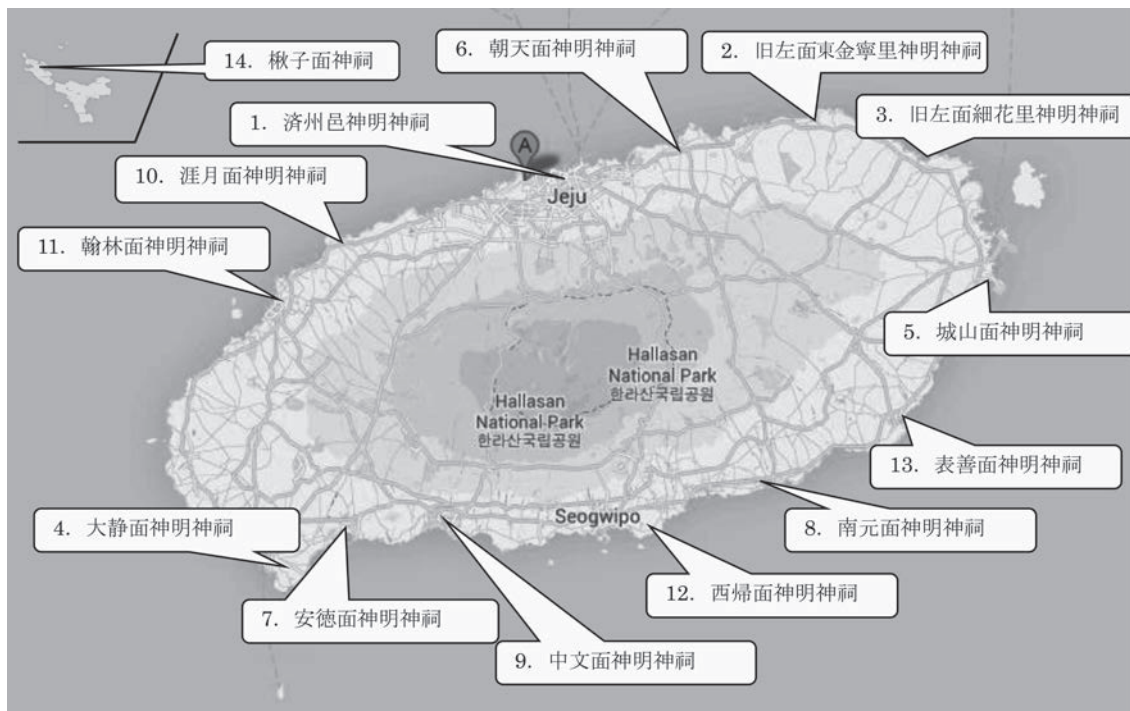 14. 楸子面神祠
6. 朝天面神明神祠
2. 旧左面東金寧里神明神祠
3. 旧左面細花里神明神祠
1. 済州邑神明神祠
A
10. 涯月面神明神祠
Jeju
11. 翰林面神明神祠
5. 城山面神明神祠
Hallasan
National Park
한라산국립공원
Hallasan
National Park
한라산국립공원
13. 表善面神明神祠
4. 大静面神明神祠
Seogwipo
8. 南元面神明神祠
12. 西帰面神明神祠
7. 安徳面神明神祠
9. 中文面神明神祠